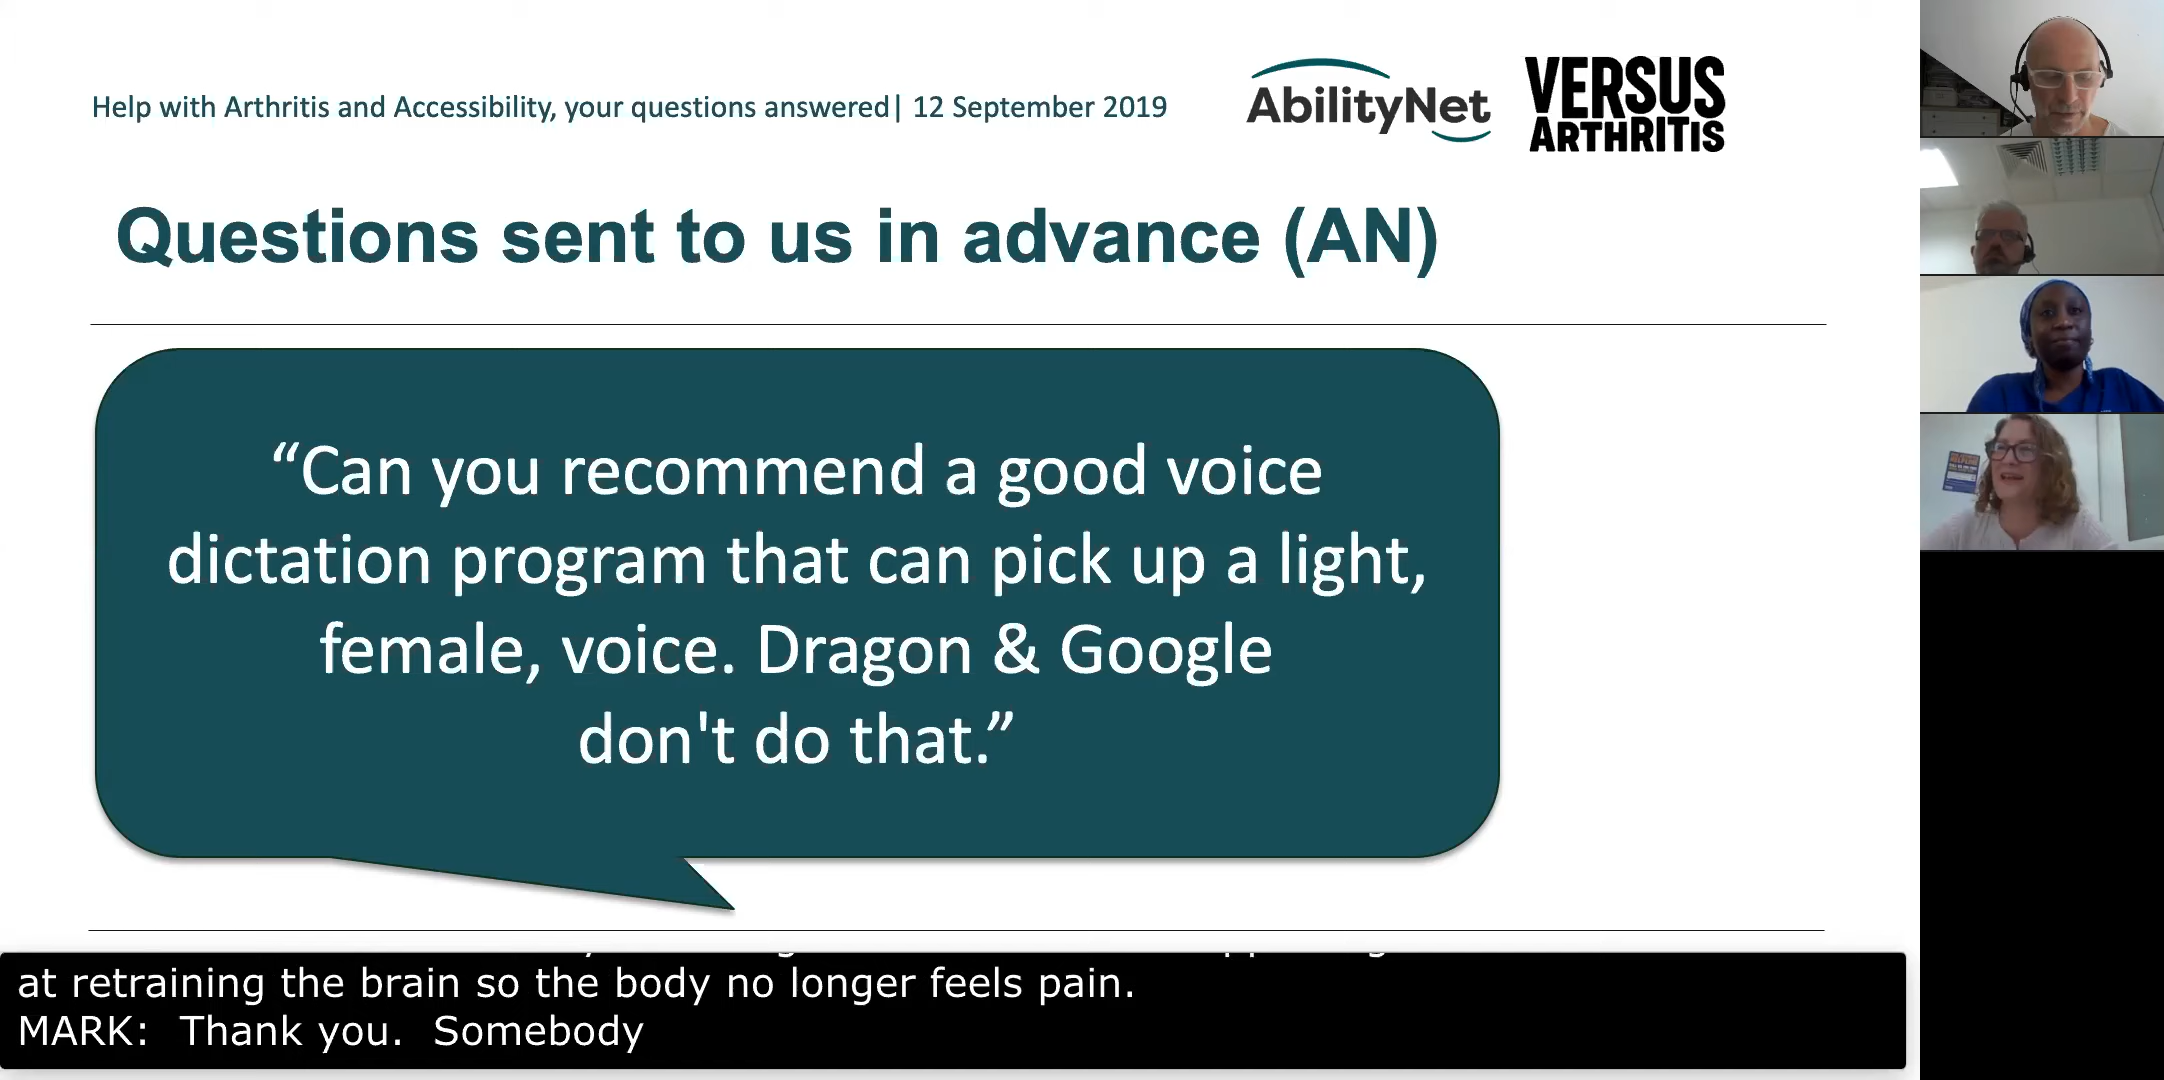 Help with Arthritis and Accessibility, your questions answered| 12 September 2019
AbilityNet
VERSUS
ARTHRITIS
Questions sent to us in advance (AN)
“Can you recommend a good voice
dictation program that can pick up a light,
female, voice. Dragon & Google
don't do that.”
at retraining the brain so the body no longer feels pain.
MARK:  Thank you.  Somebody